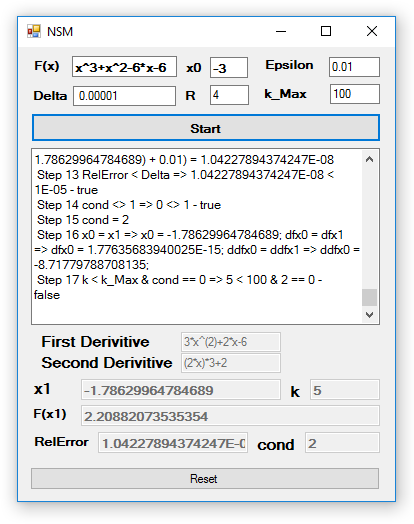 NSM
F(x) x^3+x^2-6*x-6 x0 -3 Epsilon 0.01
Delta 0.00001 R 4 k_Max 100
Start
1.78629964784689) + 0.01) = 1.04227894374247E-08
Step 13 RelError < Delta => 1.04227894374247E-08 <
1E-05 - true
Step 14 cond <> 1 => 0 <> 1 - true
Step 15 cond = 2
Step 16 x0 = x1 => x0 = -1.78629964784689; dfx0 = dfx1
=> dfx0 = 1.77635683940025E-15; ddfx0 = ddfx1 => ddfx0 =
-8.71779788708135;
Step 17 k < k_Max & cond == 0 => 5 < 100 & 2 == 0 -
false
First Derivitive 3*x^(2)+2*x-6
Second Derivitive (2*x)*3+2
x1 -1.78629964784689 k 5
F(x1) 2.20882073535354
RelError 1.04227894374247E-0 cond 2
Reset